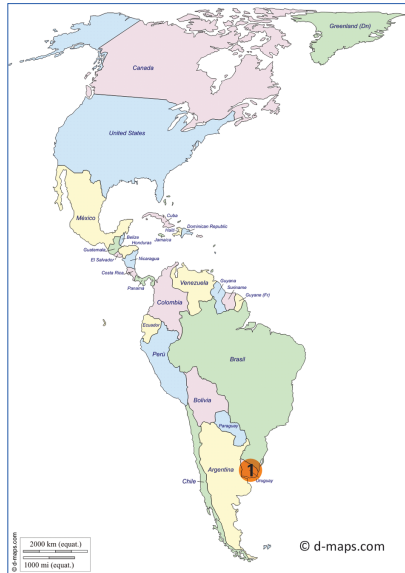 Greenland (Dn)
Canada
United States
México
Cuba
Haiti
Dominican Republic
Jamaica
Belize
Honduras
Guatemala
El Salvador
Nicaragua
Costa Rica
Panamá
Venezuela
Guyana
Suriname
Guyane (Fr)
Colombia
Ecuador
Perú
Brasil
Bolivia
Paraguay
Argentina
1
Chile
Uruguay
2000 km (equat.)
1000 mi (equat.)
© d-maps.com
© d-maps.com